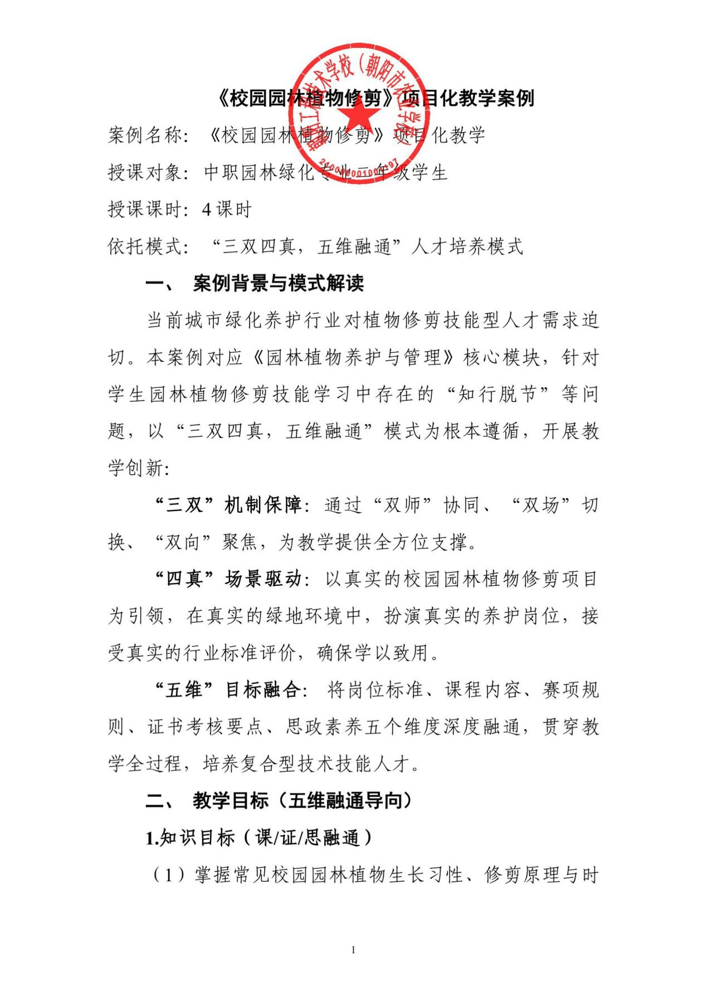 朝阳工程技术学校（朝阳市农业学校）
《校园园林植物修剪》项目化教学案例
案例名称：《校园园林植物修剪》项目化教学
授课对象：中职园林绿化专业二年级学生
授课课时：4课时
依托模式：“三双四真，五维融通”人才培养模式
一、 案例背景与模式解读
当前城市绿化养护行业对植物修剪技能型人才需求迫
切。本案例对应《园林植物养护与管理》核心模块，针对
学生园林植物修剪技能学习中存在的“知行脱节”等问
题，以“三双四真，五维融通”模式为根本遵循，开展教
学创新：
“三双”机制保障：通过“双师”协同、“双场”切
换、“双向”聚焦，为教学提供全方位支撑。
“四真”场景驱动：以真实的校园园林植物修剪项目
为引领，在真实的绿地环境中，扮演真实的养护岗位，接
受真实的行业标准评价，确保学以致用。
“五维”目标融合： 将岗位标准、课程内容、赛项规
则、证书考核要点、思政素养五个维度深度融通，贯穿教
学全过程，培养复合型技术技能人才。
二、 教学目标（五维融通导向）
1.知识目标（课/证/思融通）
（1）掌握常见校园园林植物生长习性、修剪原理与时
1